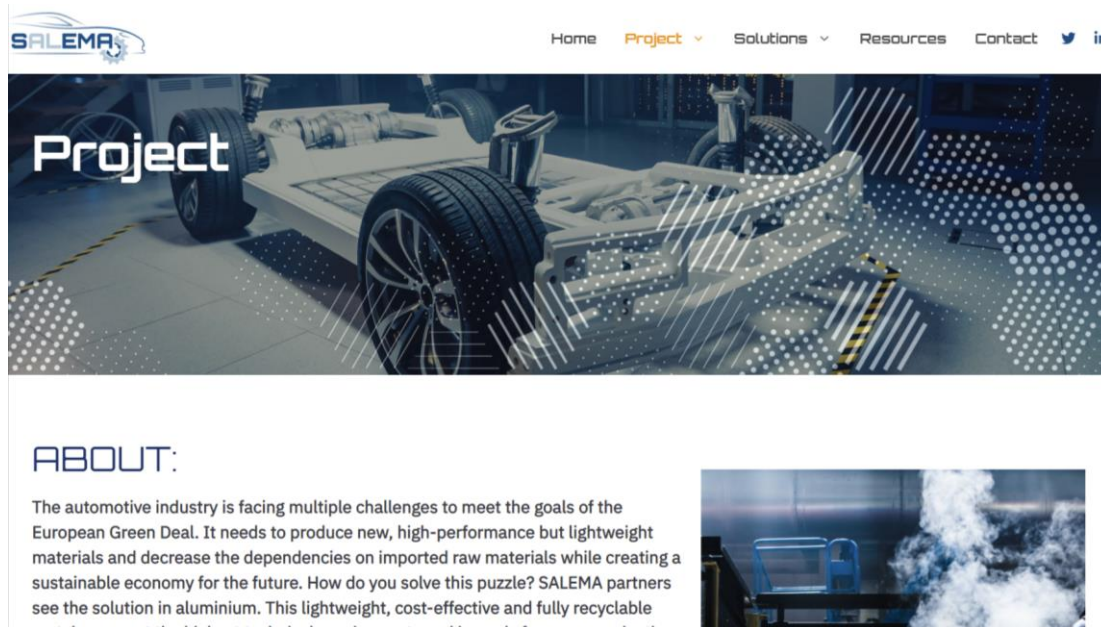 SALEMA
Home Project Solutions Resources Contact
Project
ABOUT:
The automotive industry is facing multiple challenges to meet the goals of the
European Green Deal. It needs to produce new, high-performance but lightweight
materials and decrease the dependencies on imported raw materials while creating a
sustainable economy for the future. How do you solve this puzzle? SALEMA partners
see the solution in aluminium. This lightweight, cost-effective and fully recyclable